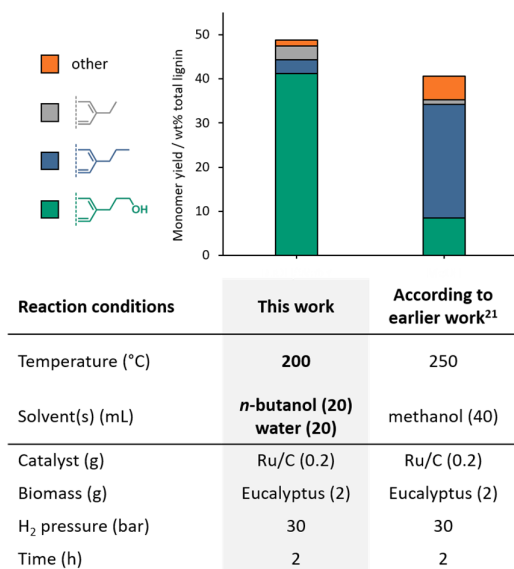 other
OH
Monomer yield / wt% total lignin
50
40
30
20
10
0
Reaction conditions
This work
According to
earlier work21
Temperature (°C)
200
250
Solvent(s) (mL)
n-butanol (20)
water (20)
methanol (40)
Catalyst (g)
Ru/C (0.2)
Ru/C (0.2)
Biomass (g)
Eucalyptus (2)
Eucalyptus (2)
H2 pressure (bar)
30
30
Time (h)
2
2